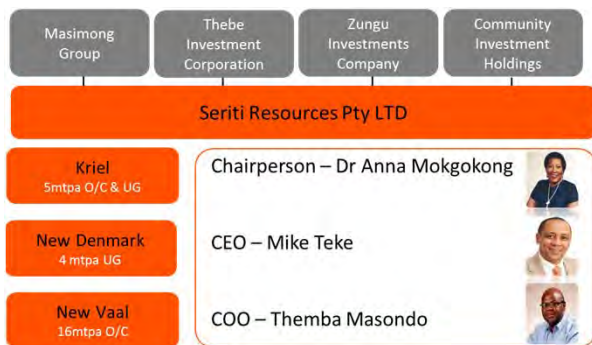 Masimong
Group
Thebe
Investment
Corporation
Zungu
Investments
Company
Community
Investment
Holdings
Seriti Resources Pty LTD
Kriel
5mtpa O/C & UG
New Denmark
4 mtpa UG
New Vaal
16mtpa O/C
Chairperson – Dr Anna Mokgokong
CEO – Mike Teke
COO – Themba Masondo